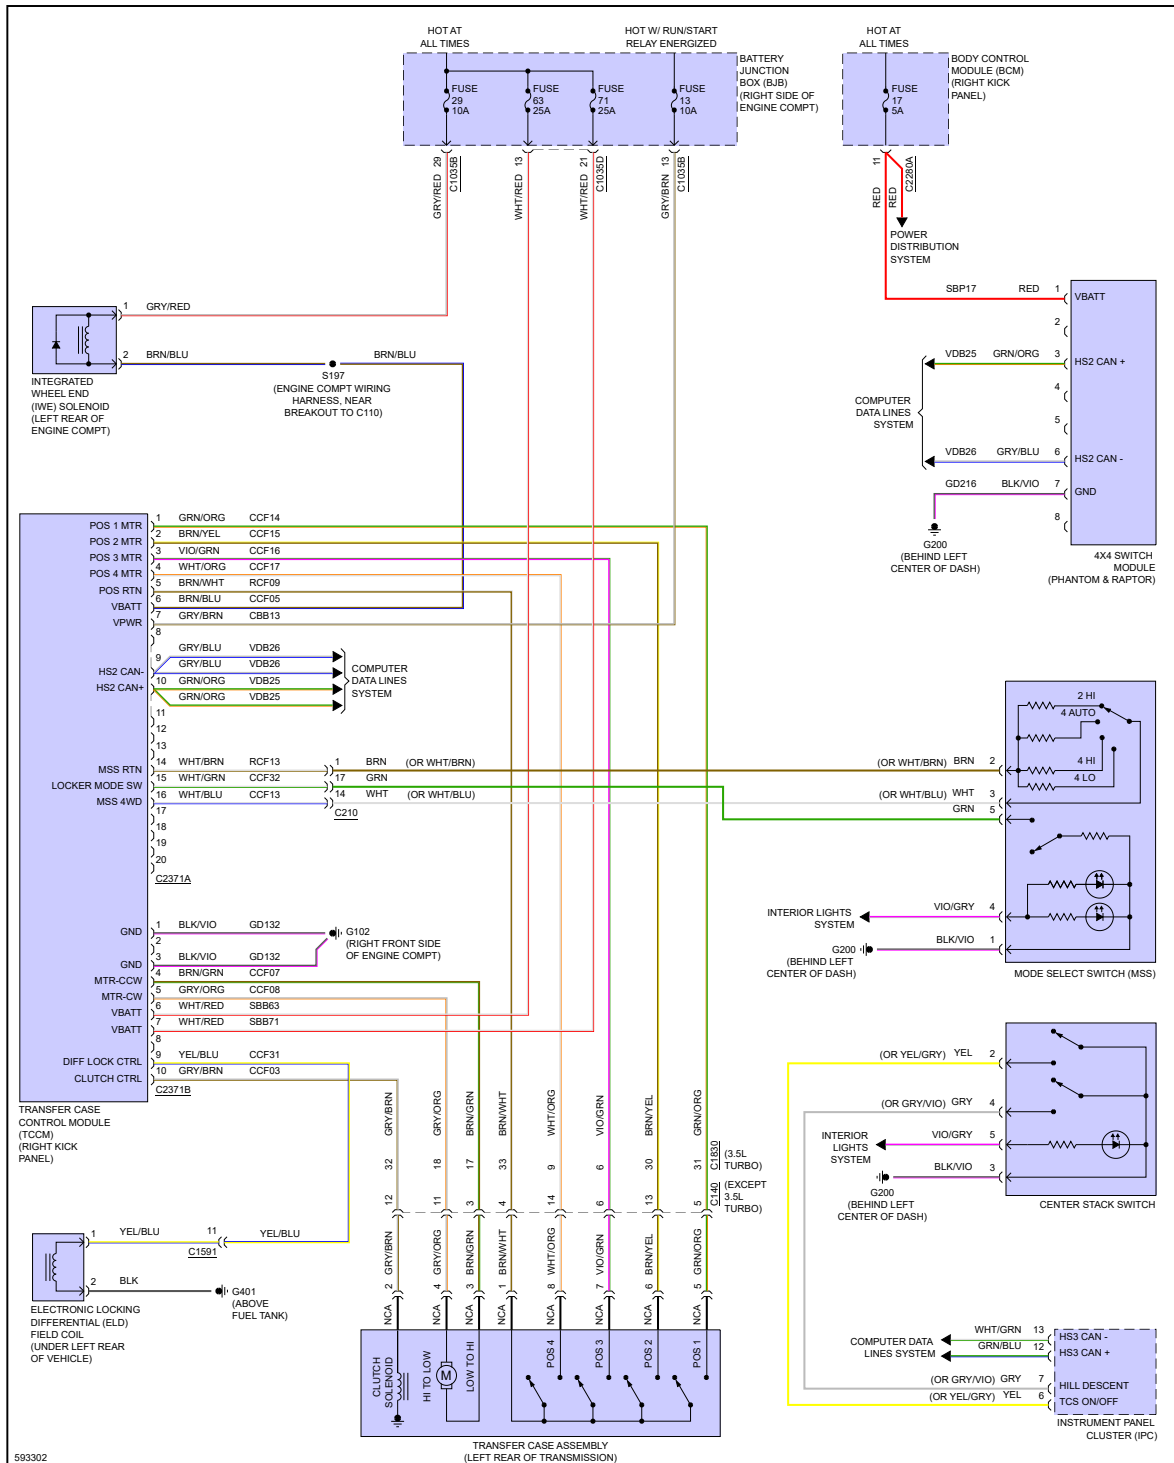 HOT AT
ALL TIMES
HOT W/ RUN/START
RELAY ENERGIZED
HOT AT
ALL TIMES
BATTERY
JUNCTION
BOX (BJB)
(RIGHT SIDE OF
ENGINE COMPT)
BODY CONTROL
MODULE (BCM)
(RIGHT KICK
PANEL)
FUSE
29
10A
FUSE
63
25A
FUSE
71
25A
FUSE
13
10A
FUSE
17
5A
29
C1035B
13
21
C1035D
13
C1035B
11
C2280A
GRY/RED
WHT/RED
WHT/RED
GRY/BRN
RED
RED
POWER
DISTRIBUTION
SYSTEM
SBP17 RED 1
VBATT
2
VDB25 GRN/ORG 3
HS2 CAN +
4
COMPUTER
DATA LINES
SYSTEM
5
VDB26 GRY/BLU 6
HS2 CAN -
GD216 BLK/VIO 7
GND
8
G200
(BEHIND LEFT
CENTER OF DASH)
4X4 SWITCH
MODULE
(PHANTOM & RAPTOR)
1 GRY/RED
2 BRN/BLU
BRN/BLU
S197
(ENGINE COMPT WIRING
HARNESS, NEAR
BREAKOUT TO C110)
INTEGRATED
WHEEL END
(IWE) SOLENOID
(LEFT REAR OF
ENGINE COMPT)
POS 1 MTR 1 GRN/ORG CCF14
POS 2 MTR 2 BRN/YEL CCF15
POS 3 MTR 3 VIO/GRN CCF16
POS 4 MTR 4 WHT/ORG CCF17
POS RTN 5 BRN/WHT RCF09
VBATT 6 BRN/BLU CCF05
VPWR 7 GRY/BRN CBB13
8
9 GRY/BLU VDB26
HS2 CAN- GRY/BLU VDB26
HS2 CAN+ 10 GRN/ORG VDB25
GRN/ORG VDB25
COMPUTER
DATA LINES
SYSTEM
11
12
13
MSS RTN 14 WHT/BRN RCF13 1 BRN (OR WHT/BRN)
LOCKER MODE SW 15 WHT/GRN CCF32 17 GRN
MSS 4WD 16 WHT/BLU CCF13 14 WHT (OR WHT/BLU)
C210
17
18
19
20
C2371A
2 HI
4 AUTO
4 HI
4 LO
(OR WHT/BRN) BRN 2
(OR WHT/BLU) WHT 3
GRN 5
INTERIOR LIGHTS
SYSTEM
VIO/GRY 4
BLK/VIO 1
G200
(BEHIND LEFT
CENTER OF DASH)
MODE SELECT SWITCH (MSS)
GND 1 BLK/VIO GD132
2
GND 3 BLK/VIO GD132
G102
(RIGHT FRONT SIDE
OF ENGINE COMPT)
MTR-CCW 4 BRN/GRN CCF07
MTR-CW 5 GRY/ORG CCF08
VBATT 6 WHT/RED SBB63
VBATT 7 WHT/RED SBB71
8
DIFF LOCK CTRL 9 YEL/BLU CCF31
CLUTCH CTRL 10 GRY/BRN CCF03
C2371B
TRANSFER CASE
CONTROL MODULE
(TCCM)
(RIGHT KICK
PANEL)
(OR YEL/GRY) YEL 2
(OR GRY/VIO) GRY 4
INTERIOR
LIGHTS
SYSTEM
VIO/GRY 5
BLK/VIO 3
G200
(BEHIND LEFT
CENTER OF DASH)
CENTER STACK SWITCH
GRY/BRN
GRY/ORG
BRN/GRN
BRN/WHT
WHT/ORG
VIO/GRN
BRN/YEL
GRN/ORG
32
18
17
33
9
6
30
31
C1830
(3.5L
TURBO)
12
11
3
4
14
6
13
5
C140
(EXCEPT
3.5L
TURBO)
GRY/BRN
GRY/ORG
BRN/GRN
BRN/WHT
WHT/ORG
VIO/GRN
BRN/YEL
GRN/ORG
2
4
3
1
8
7
6
5
NCA
NCA
NCA
NCA
NCA
NCA
NCA
NCA
1 YEL/BLU 11 YEL/BLU
C1591
2 BLK
G401
(ABOVE
FUEL TANK)
ELECTRONIC LOCKING
DIFFERENTIAL (ELD)
FIELD COIL
(UNDER LEFT REAR
OF VEHICLE)
CLUTCH
SOLENOID
HI TO LOW
M
LOW TO HI
POS 4
POS 3
POS 2
POS 1
TRANSFER CASE ASSEMBLY
(LEFT REAR OF TRANSMISSION)
COMPUTER DATA
LINES SYSTEM
WHT/GRN 13 HS3 CAN -
GRN/BLU 12 HS3 CAN +
(OR GRY/VIO) GRY 7 HILL DESCENT
(OR YEL/GRY) YEL 6 TCS ON/OFF
INSTRUMENT PANEL
CLUSTER (IPC)
593302